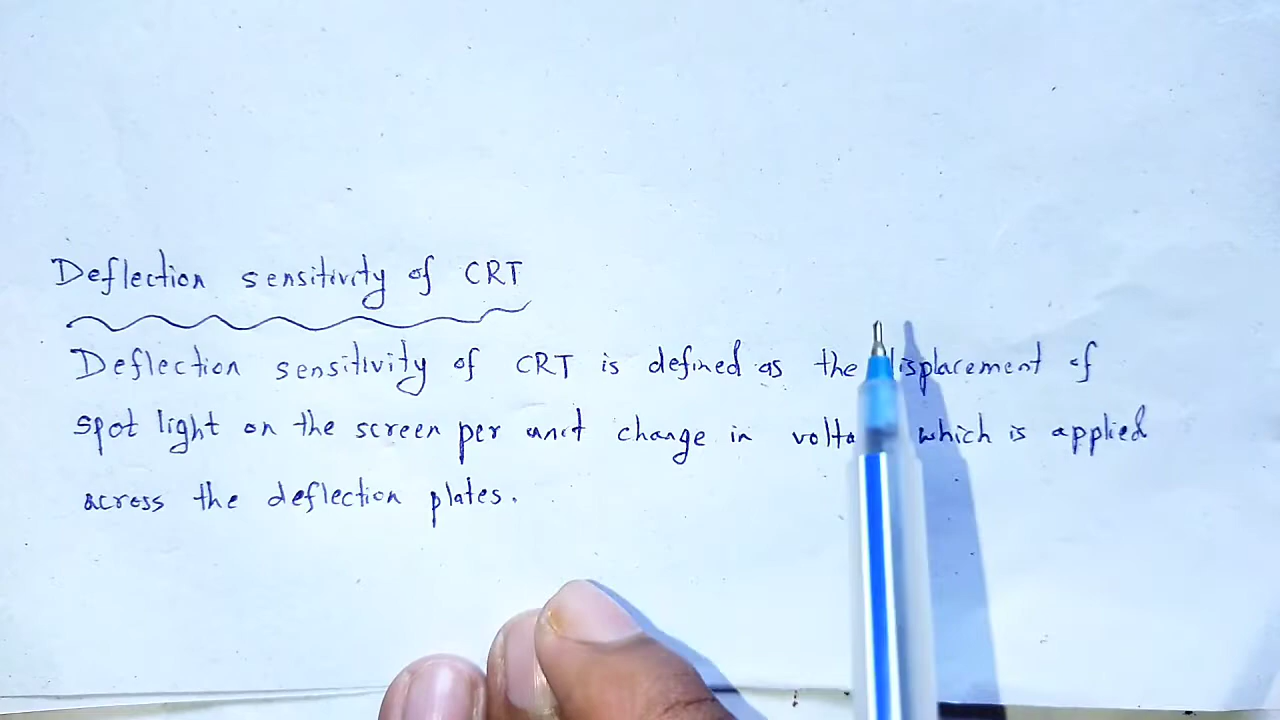 Deflection sensitivity of CRT
Deflection sensitivity of CRT is defined as the displacement of
spot light on the screen per unit change in volta which is applied
across the deflection plates.